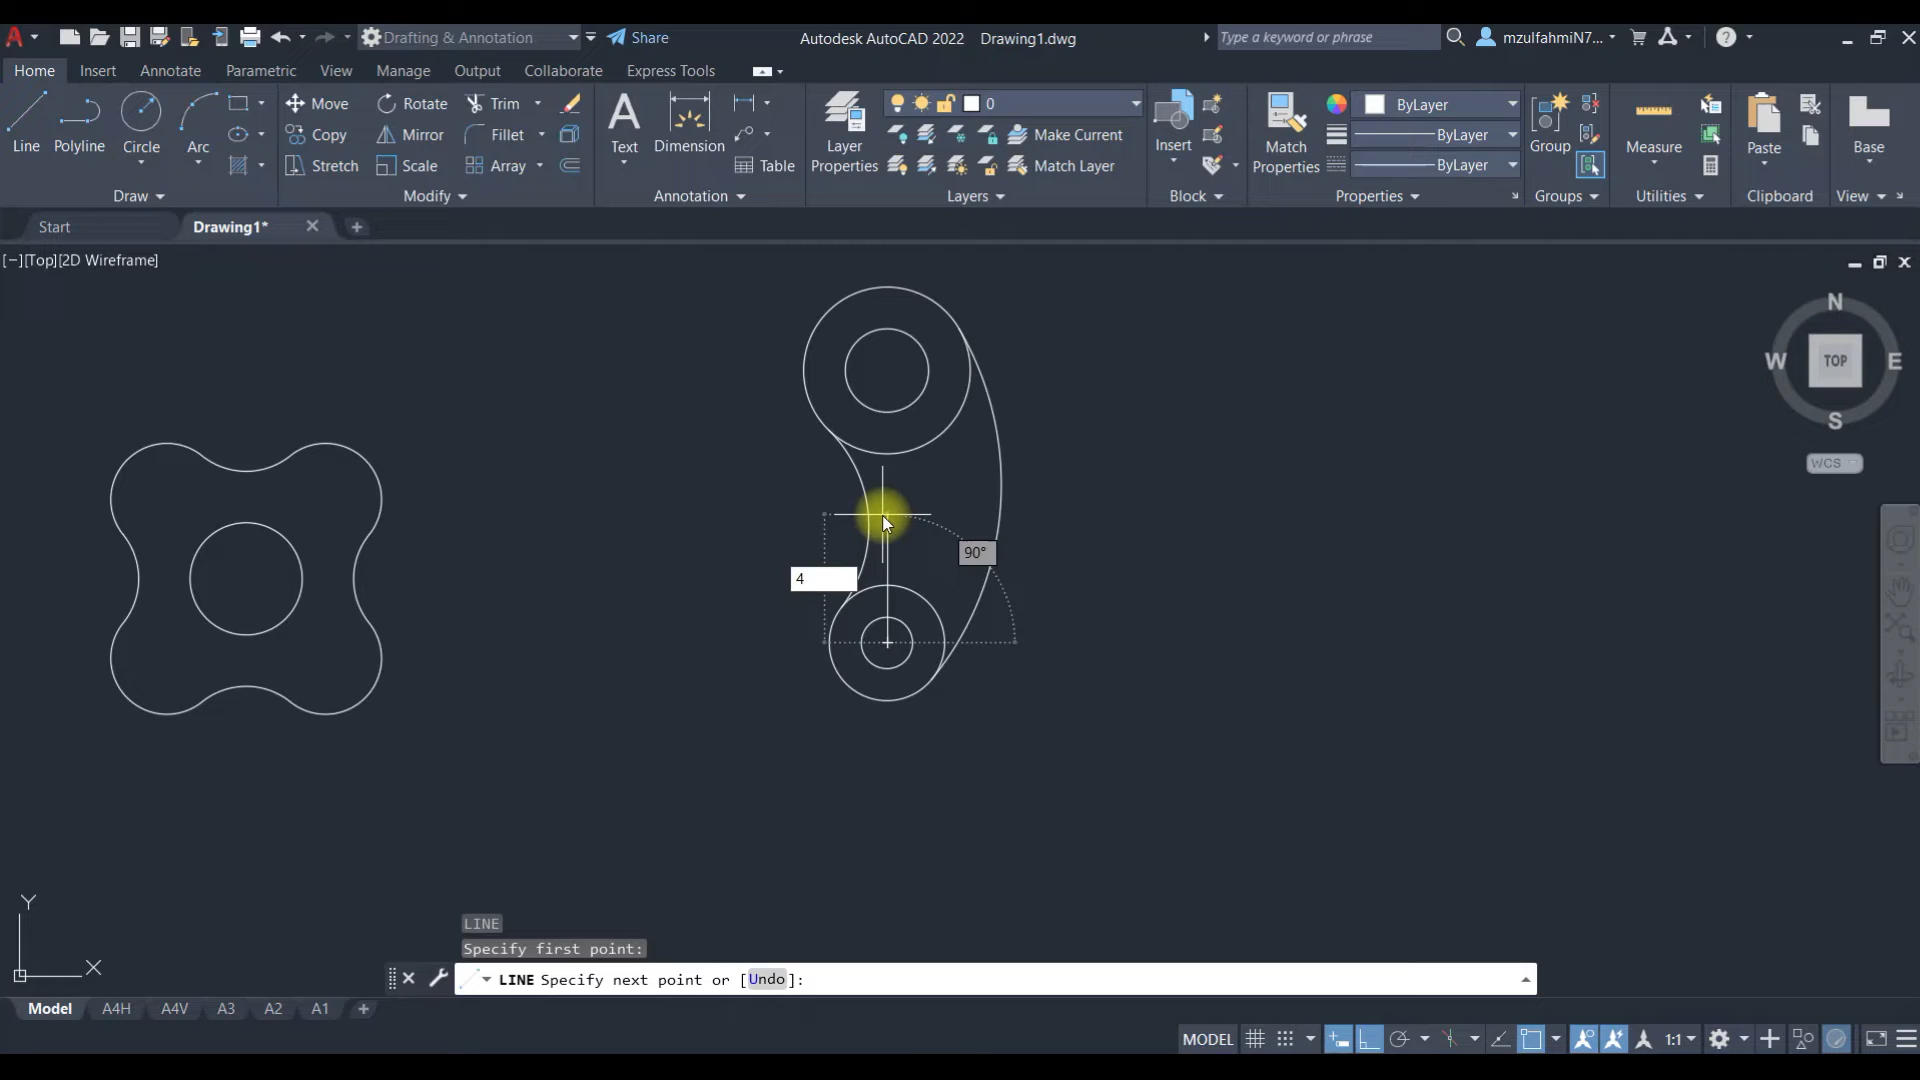 Drafting & Annotation Share Autodesk AutoCAD 2022 Drawing1.dwg Type a keyword or phrase mzulfahmiN7...
Home Insert Annotate Parametric View Manage Output Collaborate Express Tools
Line Polyline Circle Arc
Move Rotate Trim
Copy Mirror Fillet
Stretch Scale Array
Text Dimension Table
Layer Properties
0
Make Current
Match Layer
Insert
Match Properties
ByLayer
ByLayer
ByLayer
Group
Measure
Paste
Base
Draw Modify Annotation Layers Block Properties Groups Utilities Clipboard View
Start Drawing1*
[−][Top][2D Wireframe]
N
W TOP E
S
WCS
90°
4
Y
X
LINE
Specify first point:
LINE Specify next point or [Undo]:
Model A4H A4V A3 A2 A1
MODEL 1:1